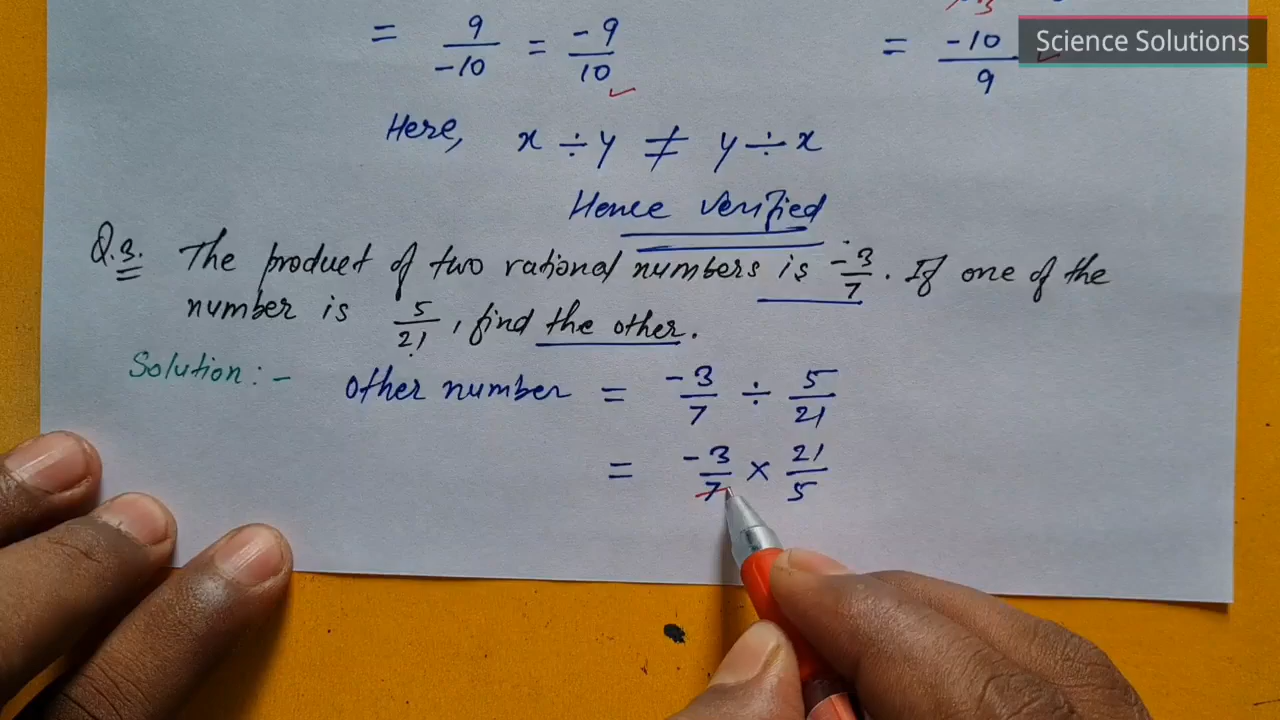 Science Solutions
= 9/-10 = -9/10
= -10/9
Here, x ÷ y ≠ y ÷ x
Hence Verified
Q.3. The product of two rational numbers is -3/7. If one of the
number is 5/21, find the other.
Solution:- other number = -3/7 ÷ 5/21
= -3/7 × 21/5